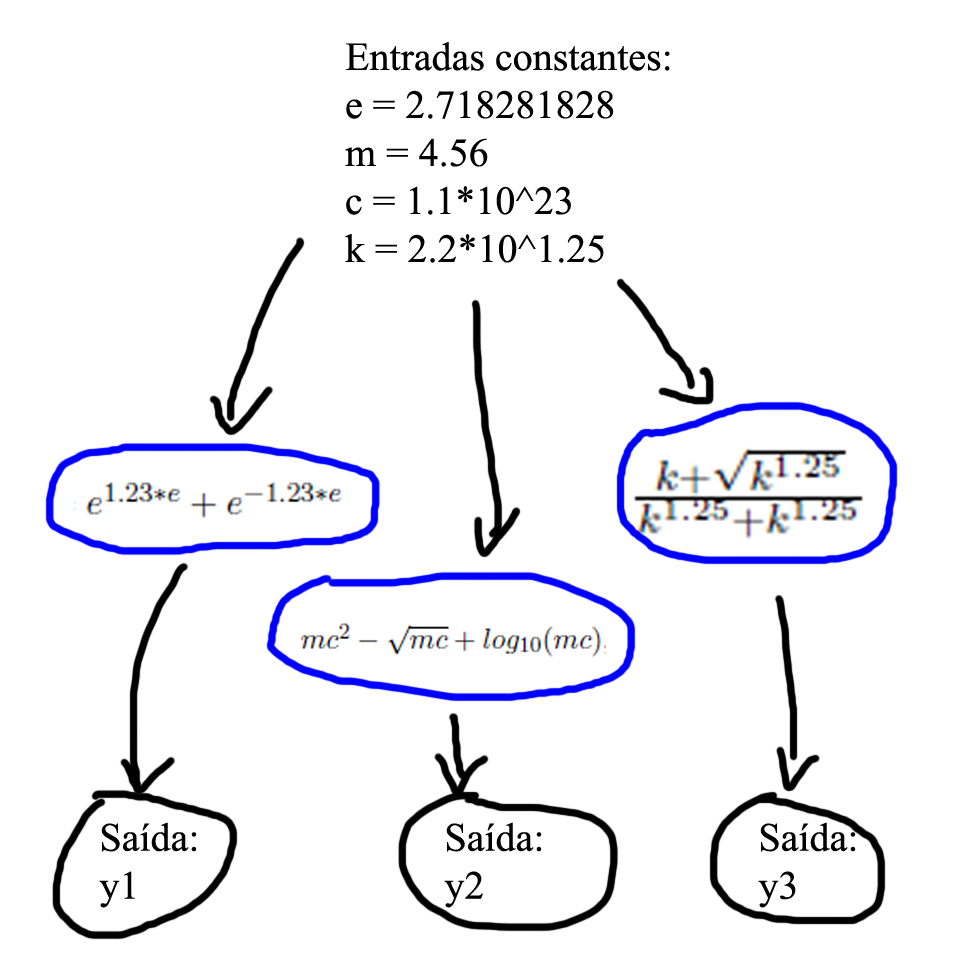 Entradas constantes:
e = 2.718281828
m = 4.56
c = 1.1*10^23
k = 2.2*10^1.25
e^{1.23*e} + e^{-1.23*e}
mc^2 - \sqrt{mc} + log_{10}(mc)
\frac{k+\sqrt{k^{1.25}}}{k^{1.25}+k^{1.25}}
Saída:
y1
Saída:
y2
Saída:
y3